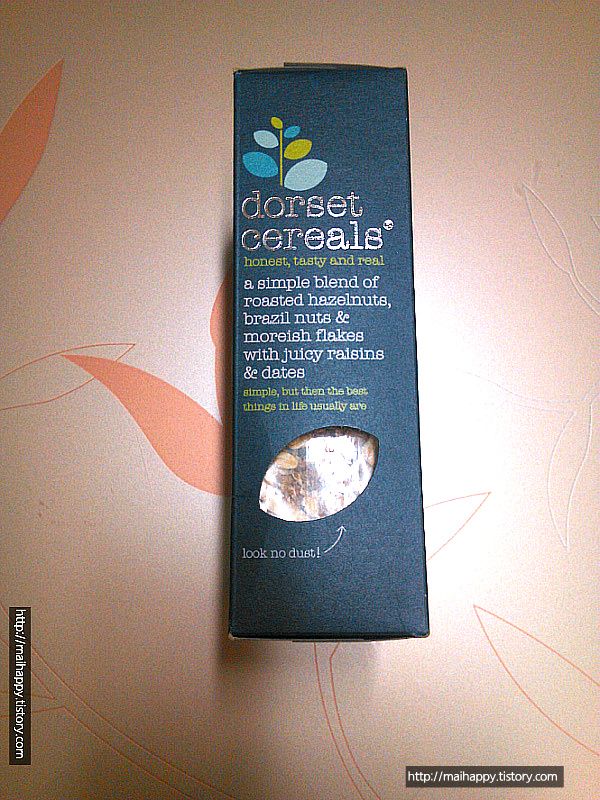 dorset
cereals
honest, tasty and real
a simple blend of
roasted hazelnuts,
brazil nuts &
moreish flakes
with juicy raisins
& dates
simple, but then the best
things in life usually are
look no dust!
http://maihappy.tistory.com
http://maihappy.tistory.com